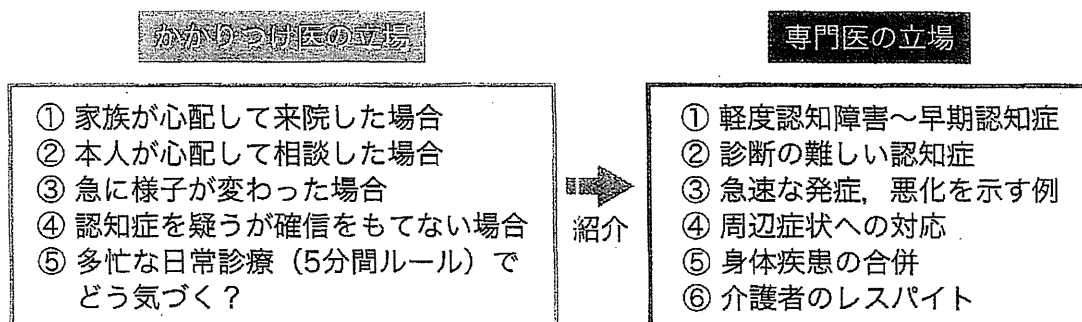 かかりつけ医の立場
① 家族が心配して来院した場合
② 本人が心配して相談した場合
③ 急に様子が変わった場合
④ 認知症を疑うが確信をもてない場合
⑤ 多忙な日常診療（5分間ルール）で
どう気づく？
紹介
専門医の立場
① 軽度認知障害～早期認知症
② 診断の難しい認知症
③ 急速な発症，悪化を示す例
④ 周辺症状への対応
⑤ 身体疾患の合併
⑥ 介護者のレスパイト